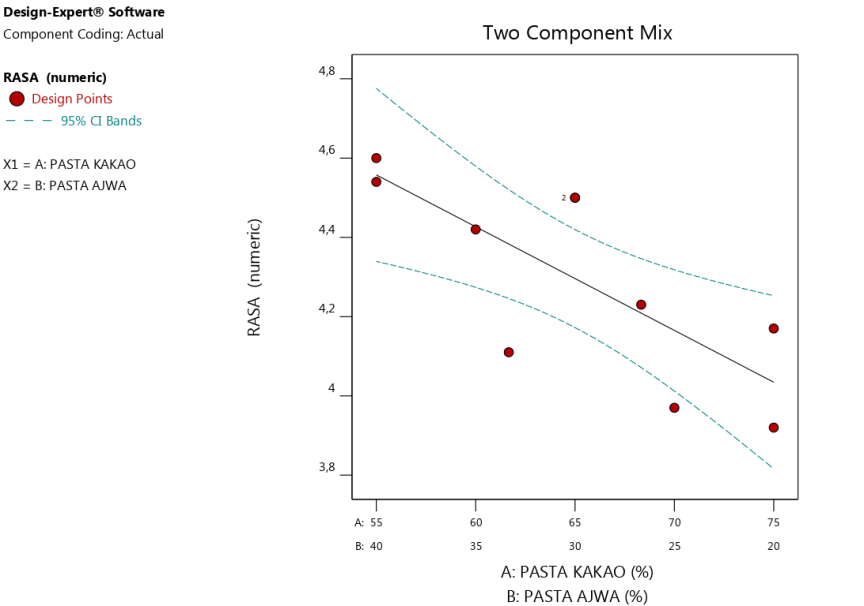 Design-Expert® Software
Component Coding: Actual
RASA (numeric)
Design Points
95% CI Bands
X1 = A: PASTA KAKAO
X2 = B: PASTA AJWA
Two Component Mix
RASA (numeric)
4,8
4,6
4,4
4,2
4
3,8
2
A: 55 60 65 70 75
B: 40 35 30 25 20
A: PASTA KAKAO (%)
B: PASTA AJWA (%)